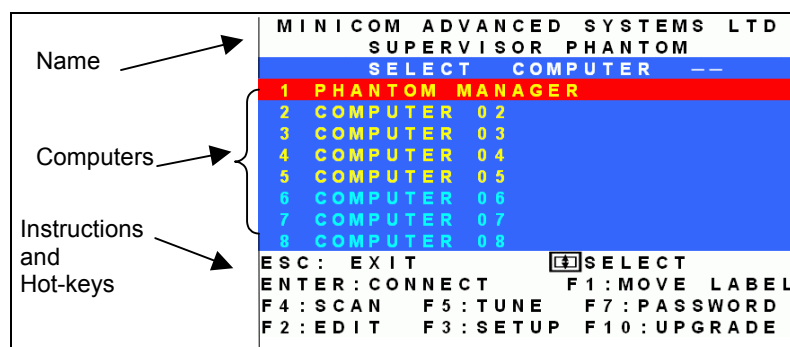 MINICOM ADVANCED SYSTEMS LTD
SUPERVISOR PHANTOM
SELECT COMPUTER --
1 PHANTOM MANAGER
2 COMPUTER 02
3 COMPUTER 03
4 COMPUTER 04
5 COMPUTER 05
6 COMPUTER 06
7 COMPUTER 07
8 COMPUTER 08
ESC: EXIT SELECT
ENTER:CONNECT F1:MOVE LABEL
F4:SCAN F5:TUNE F7:PASSWORD
F2:EDIT F3:SETUP F10:UPGRADE
Name
Computers
Instructions
and
Hot-keys